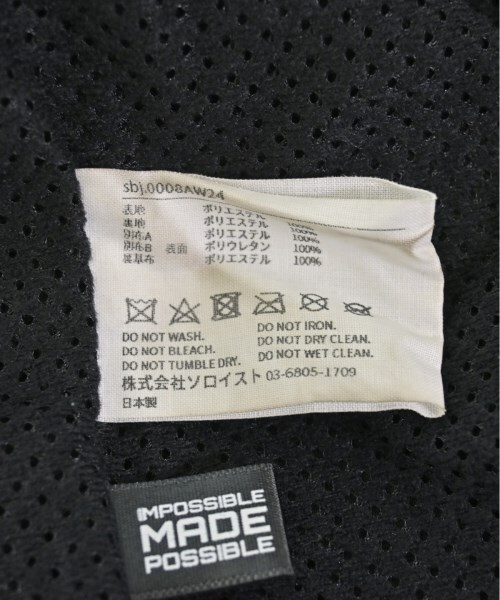 sbj.0008AW24
表地 ポリエステル 100%
裏地 ポリエステル 100%
別布A ポリエステル 100%
別布B 表面 ポリウレタン 100%
基布 ポリエステル 100%
DO NOT WASH.
DO NOT BLEACH.
DO NOT TUMBLE DRY.
DO NOT IRON.
DO NOT DRY CLEAN.
DO NOT WET CLEAN.
株式会社ソロイスト 03-6805-1709
日本製
IMPOSSIBLE
MADE
POSSIBLE